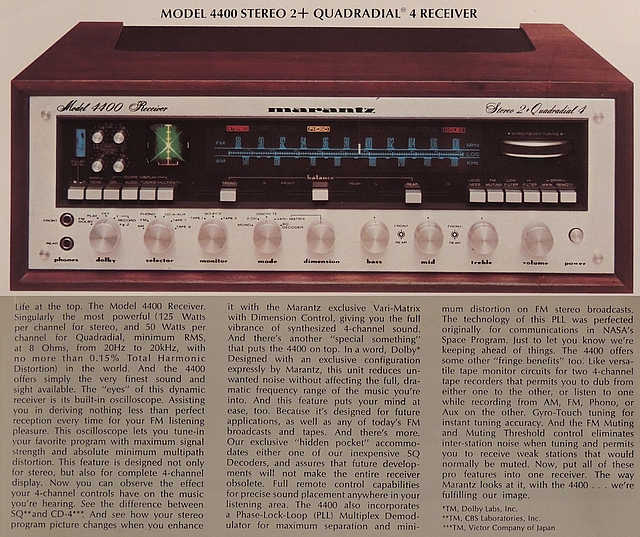 MODEL 4400 STEREO 2+ QUADRADIAL® 4 RECEIVER
Model 4400 Receiver
marantz
Stereo 2 + Quadradial 4
STEREO
PHONO
DOLBY
GYRO-TOUCH TUNING
FM
MHz
LOG
AM
KHz
balance
FRONT
REAR
phones
dolby
selector
monitor
mode
dimension
bass
mid
treble
volume
power
Life at the top. The Model 4400 Receiver.
Singularly the most powerful (125 Watts
per channel for stereo, and 50 Watts per
channel for Quadradial, minimum RMS,
at 8 Ohms, from 20Hz to 20kHz, with
no more than 0.15% Total Harmonic
Distortion) in the world. And the 4400
offers simply the very finest sound and
sight available. The "eyes" of this dynamic
receiver is its built-in oscilloscope. Assisting
you in deriving nothing less than perfect
reception every time for your FM listening
pleasure. This oscilloscope lets you tune-in
your favorite program with maximum signal
strength and absolute minimum multipath
distortion. This feature is designed not only
for stereo, but also for complete 4-channel
display. Now you can observe the effect
your 4-channel controls have on the music
you're hearing. See the difference between
SQ** and CD-4***. And see how your stereo
program picture changes when you enhance
it with the Marantz exclusive Vari-Matrix
with Dimension Control, giving you the full
vibrance of synthesized 4-channel sound.
And there's another "special something"
that puts the 4400 on top. In a word, Dolby*
Designed with an exclusive configuration
expressly by Marantz, this unit reduces un-
wanted noise without affecting the full, dra-
matic frequency range of the music you're
into. And this feature puts your mind at
ease, too. Because it's designed for future
applications, as well as any of today's FM
broadcasts and tapes. And there's more.
Our exclusive "hidden pocket" accommo-
dates either one of our inexpensive SQ
Decoders, and assures that future develop-
ments will not make the entire receiver
obsolete. Full remote control capabilities
for precise sound placement anywhere in your
listening area. The 4400 also incorporates
a Phase-Lock-Loop (PLL) Multiplex Demod-
ulator for maximum separation and mini-
mum distortion on FM stereo broadcasts.
The technology of this PLL was perfected
originally for communications in NASA's
Space Program. Just to let you know we're
keeping ahead of things. The 4400 offers
some other "fringe benefits" too. Like versa-
tile tape monitor circuits for two 4-channel
tape recorders that permits you to dub from
either one to the other, or listen to one
while recording from AM, FM, Phono, or
Aux on the other. Gyro-Touch tuning for
instant tuning accuracy. And the FM Muting
and Muting Threshold control eliminates
inter-station noise when tuning and permits
you to receive weak stations that would
normally be muted. Now, put all of these
pro features into one receiver. The way
Marantz looks at it, with the 4400 . . . we're
fulfilling our image.
*TM, Dolby Labs, Inc.
**TM, CBS Laboratories, Inc.
***TM, Victor Company of Japan